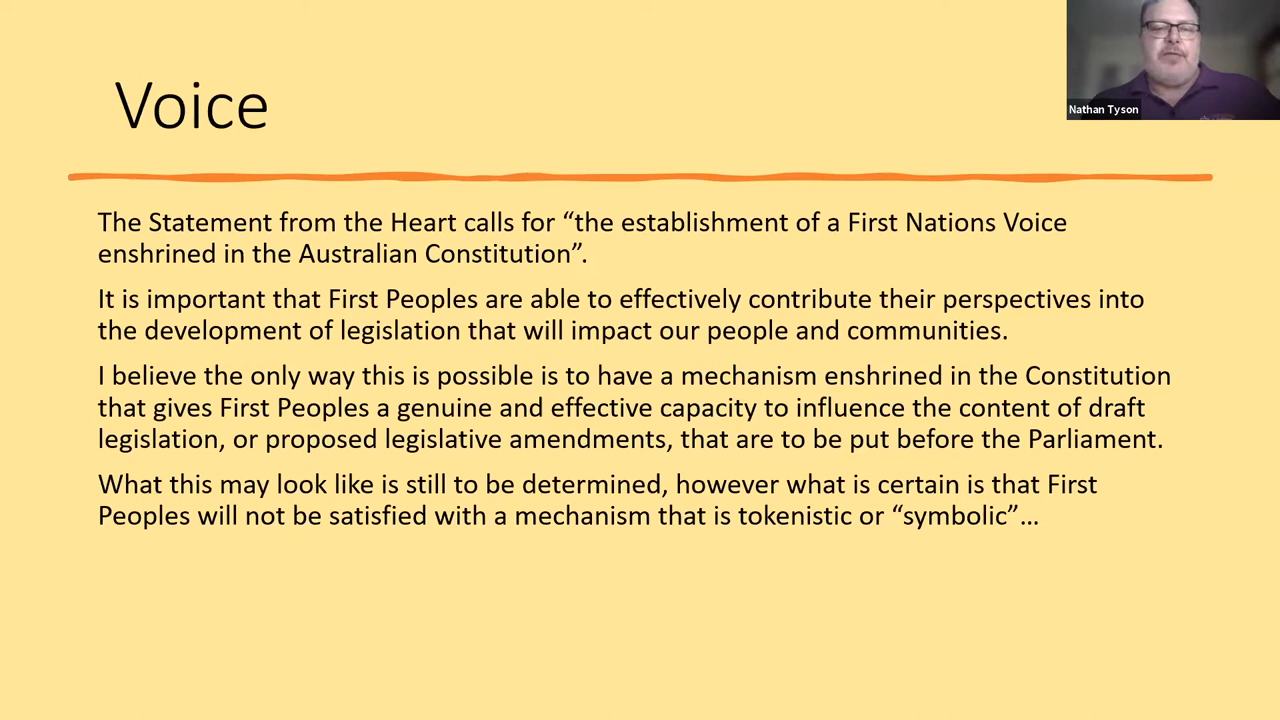 Voice
Nathan Tyson
The Statement from the Heart calls for “the establishment of a First Nations Voice
enshrined in the Australian Constitution”.
It is important that First Peoples are able to effectively contribute their perspectives into
the development of legislation that will impact our people and communities.
I believe the only way this is possible is to have a mechanism enshrined in the Constitution
that gives First Peoples a genuine and effective capacity to influence the content of draft
legislation, or proposed legislative amendments, that are to be put before the Parliament.
What this may look like is still to be determined, however what is certain is that First
Peoples will not be satisfied with a mechanism that is tokenistic or “symbolic”…